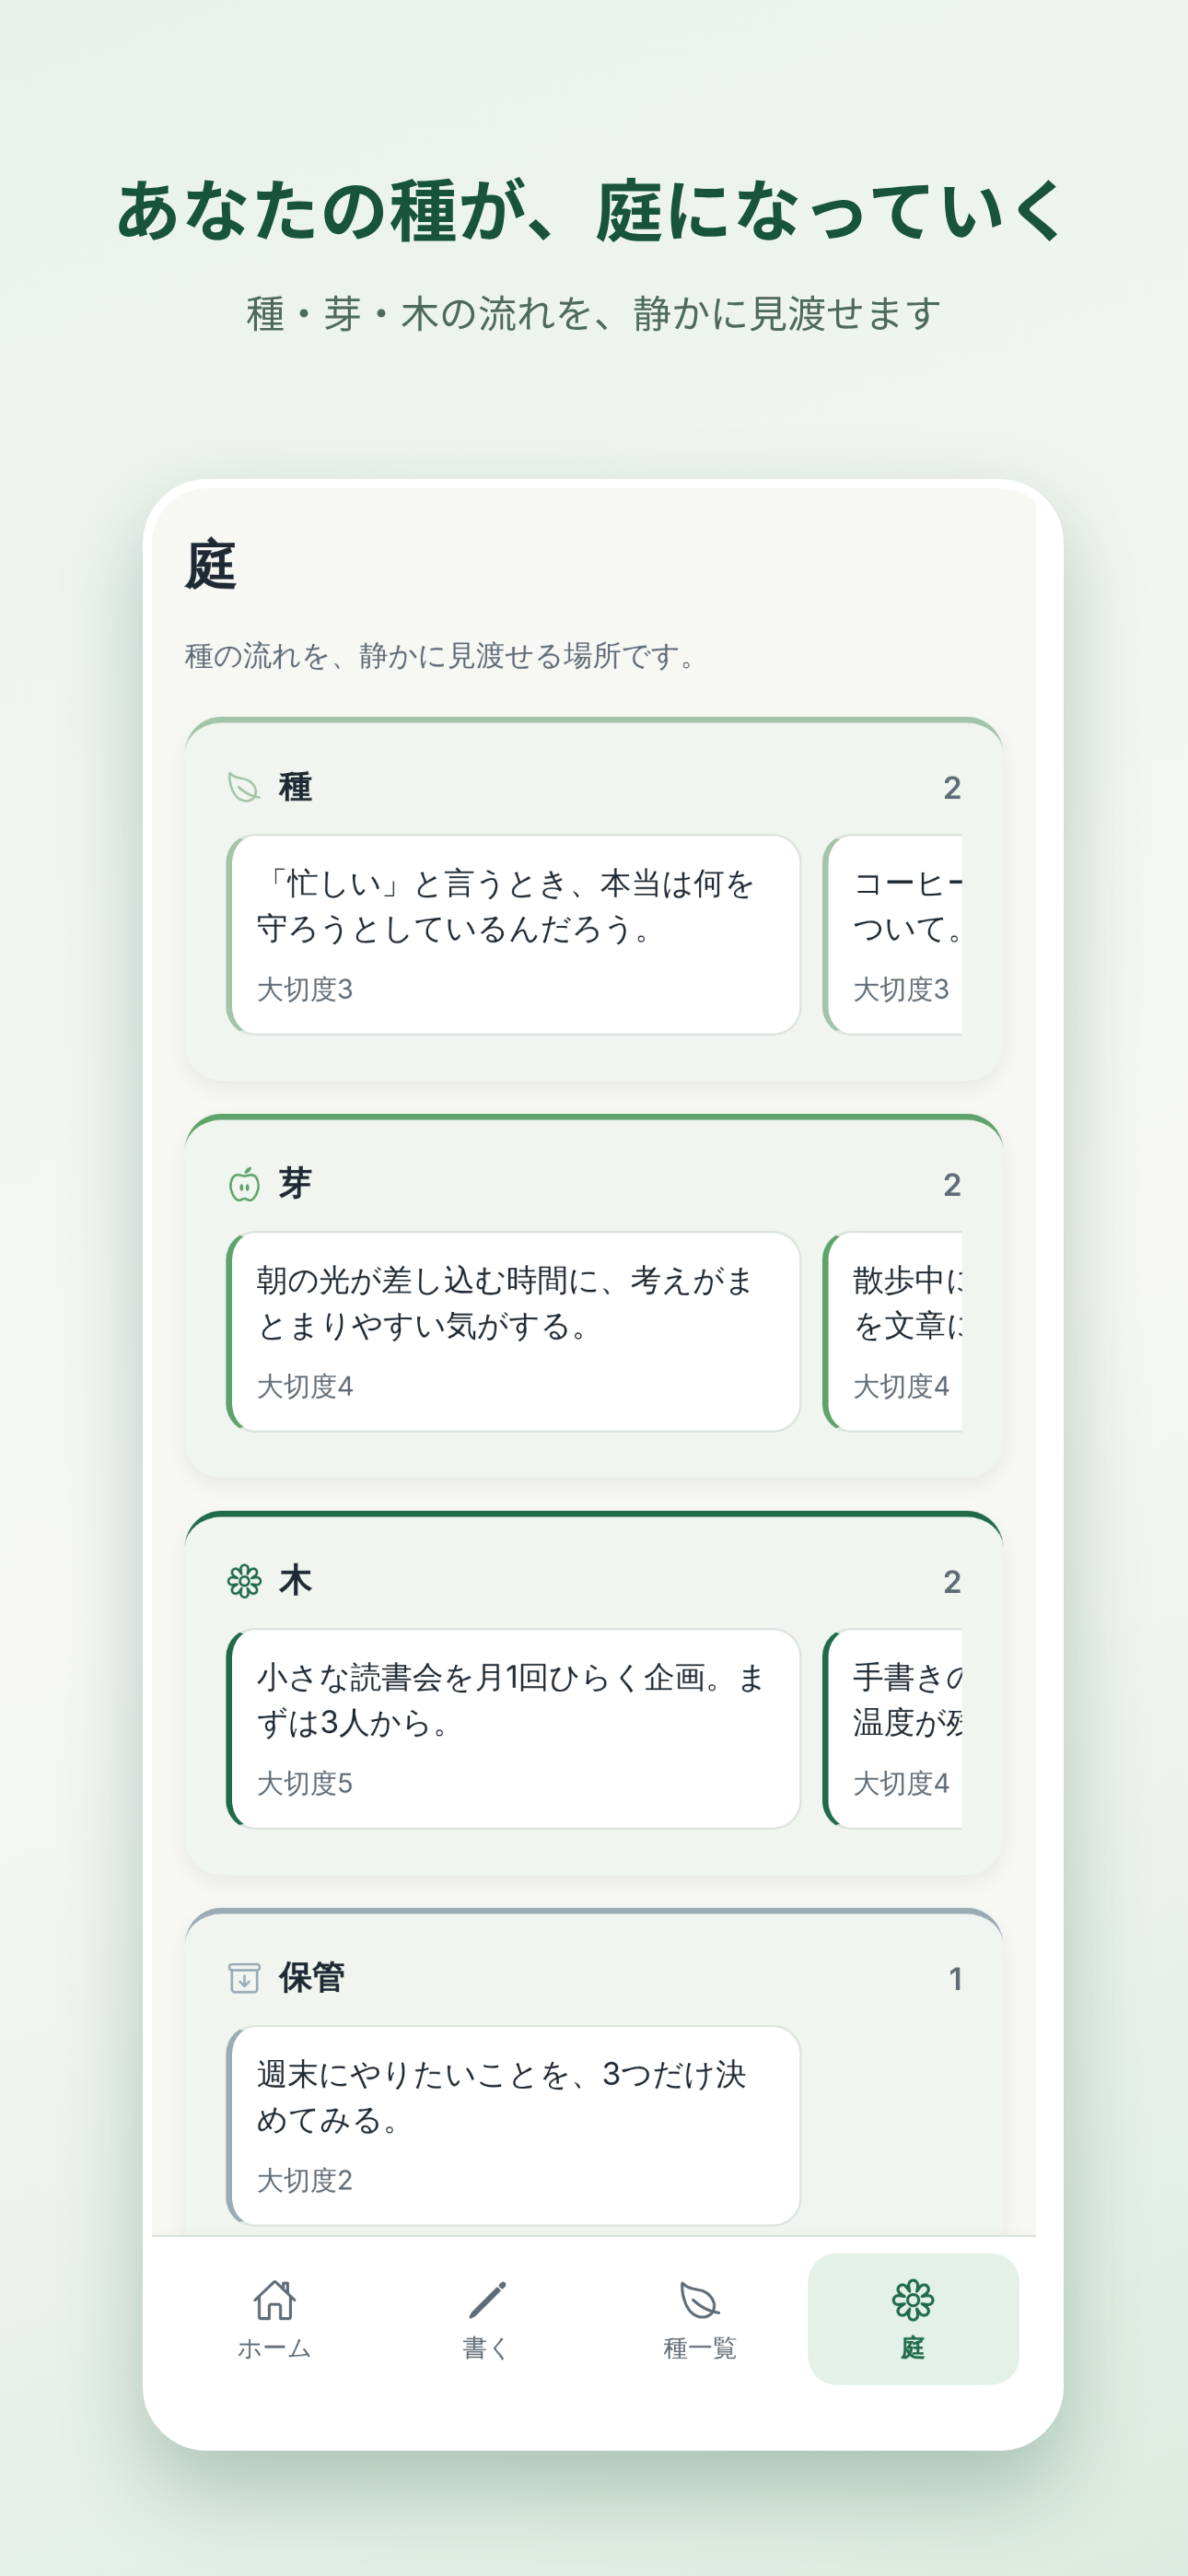 あなたの種が、庭になっていく
種・芽・木の流れを、静かに見渡せます
庭
種の流れを、静かに見渡せる場所です。
種
2
「忙しい」と言うとき、本当は何を
守ろうとしているんだろう。
大切度3
コーヒー
ついて。
大切度3
芽
2
朝の光が差し込む時間に、考えがま
とまりやすい気がする。
大切度4
散歩中に
を文章に
大切度4
木
2
小さな読書会を月1回ひらく企画。ま
ずは3人から。
大切度5
手書きの
温度が残
大切度4
保管
1
週末にやりたいことを、3つだけ決
めてみる。
大切度2
ホーム
書く
種一覧
庭